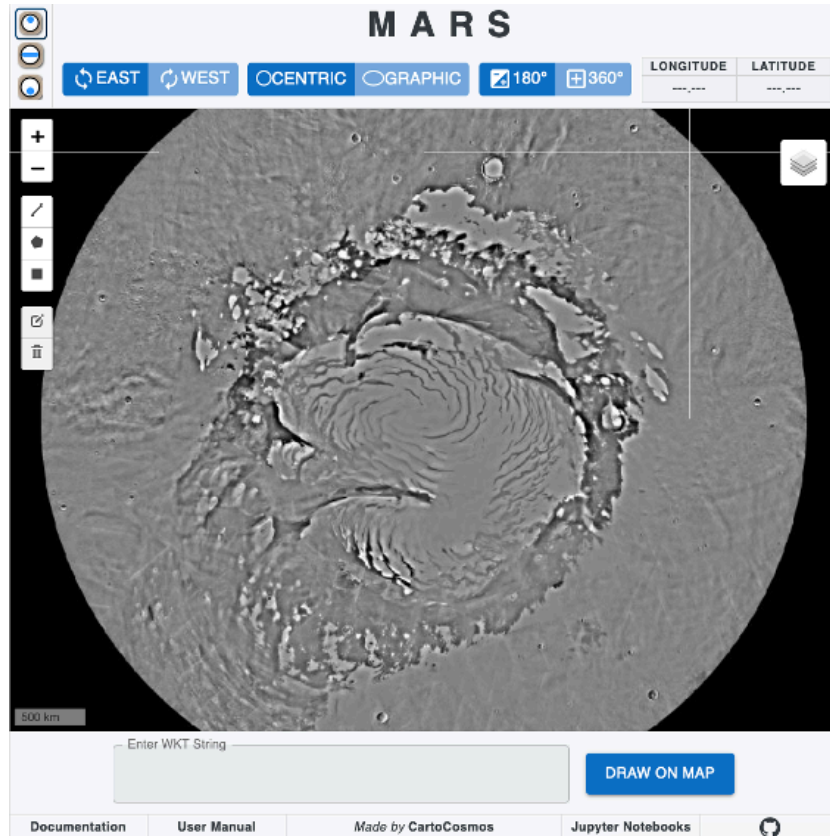 MARS
EAST WEST CENTRIC GRAPHIC 180° 360°
LONGITUDE LATITUDE
---.--- ---.---
+
−
500 km
Enter WKT String
DRAW ON MAP
Documentation User Manual Made by CartoCosmos Jupyter Notebooks